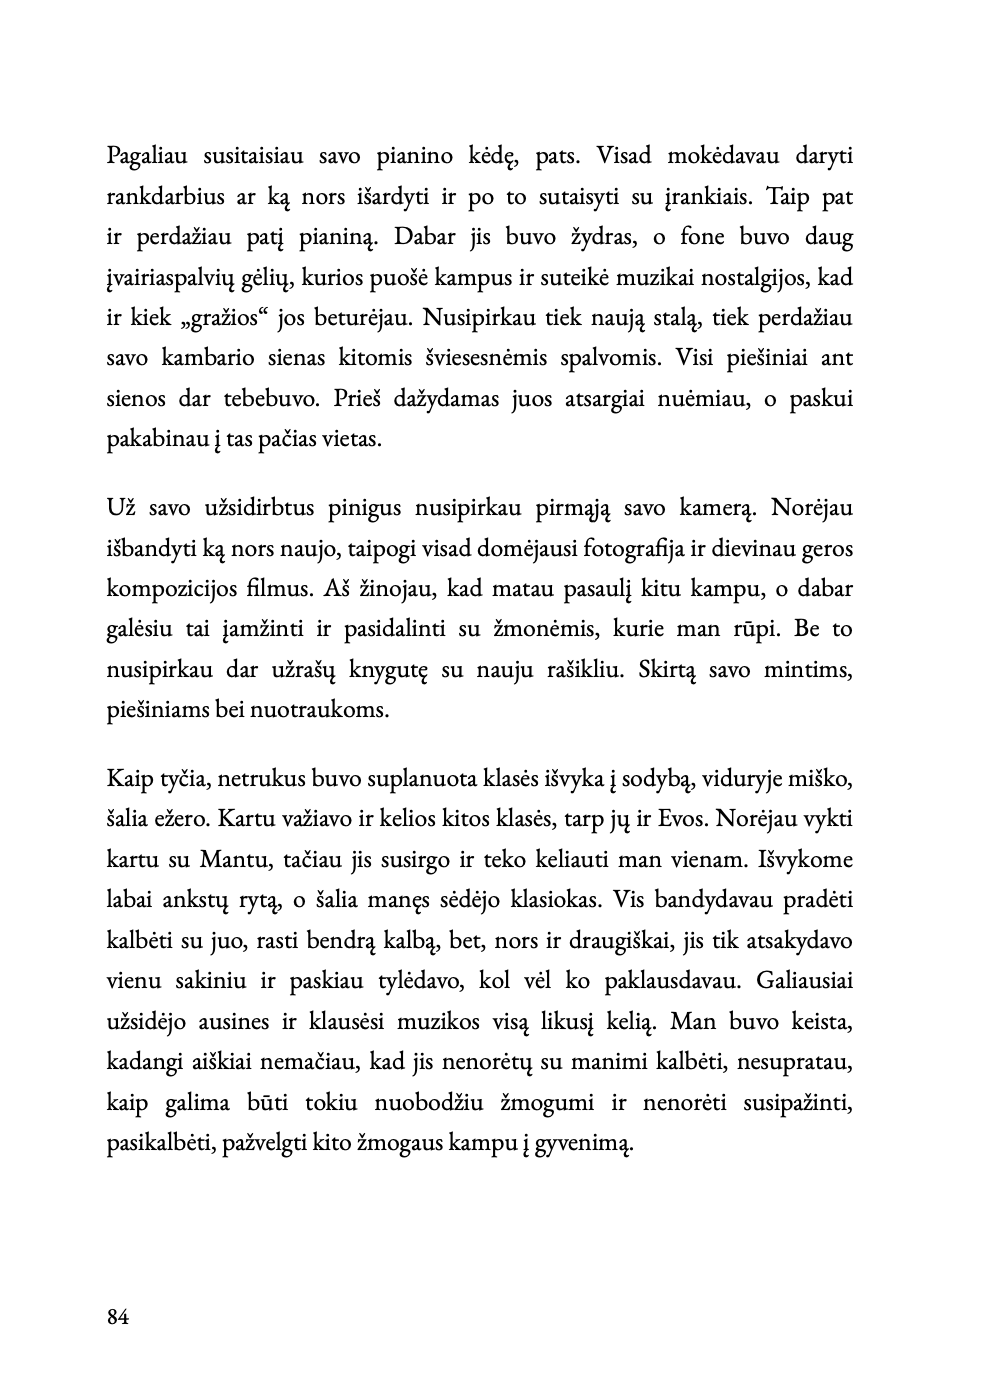 Pagaliau susitaisiau savo pianino kėdę, pats. Visad mokėdavau daryti
rankdarbius ar ką nors išardyti ir po to sutaisyti su įrankiais. Taip pat
ir perdažiau patį pianiną. Dabar jis buvo žydras, o fone buvo daug
įvairiaspalvių gėlių, kurios puošė kampus ir suteikė muzikai nostalgijos, kad
ir kiek „gražios“ jos beturėjau. Nusipirkau tiek naują stalą, tiek perdažiau
savo kambario sienas kitomis šviesesnėmis spalvomis. Visi piešiniai ant
sienos dar tebebuvo. Prieš dažydamas juos atsargiai nuėmiau, o paskui
pakabinau į tas pačias vietas.
Už savo užsidirbtus pinigus nusipirkau pirmąją savo kamerą. Norėjau
išbandyti ką nors naujo, taipogi visad domėjausi fotografija ir dievinau geros
kompozicijos filmus. Aš žinojau, kad matau pasaulį kitu kampu, o dabar
galėsiu tai įamžinti ir pasidalinti su žmonėmis, kurie man rūpi. Be to
nusipirkau dar užrašų knygutę su nauju rašikliu. Skirtą savo mintims,
piešiniams bei nuotraukoms.
Kaip tyčia, netrukus buvo suplanuota klasės išvyka į sodybą, viduryje miško,
šalia ežero. Kartu važiavo ir kelios kitos klasės, tarp jų ir Evos. Norėjau vykti
kartu su Mantu, tačiau jis susirgo ir teko keliauti man vienam. Išvykome
labai ankstų rytą, o šalia manęs sėdėjo klasiokas. Vis bandydavau pradėti
kalbėti su juo, rasti bendrą kalbą, bet, nors ir draugiškai, jis tik atsakydavo
vienu sakiniu ir paskiau tylėdavo, kol vėl ko paklausdavau. Galiausiai
užsidėjo ausines ir klausėsi muzikos visą likusį kelią. Man buvo keista,
kadangi aiškiai nemačiau, kad jis nenorėtų su manimi kalbėti, nesupratau,
kaip galima būti tokiu nuobodžiu žmogumi ir nenorėti susipažinti,
pasikalbėti, pažvelgti kito žmogaus kampu į gyvenimą.
84